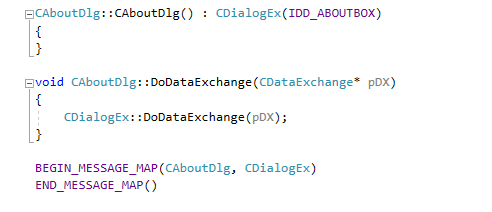 CAboutDlg::CAboutDlg() : CDialogEx(IDD_ABOUTBOX)
{
}
void CAboutDlg::DoDataExchange(CDataExchange* pDX)
{
CDialogEx::DoDataExchange(pDX);
}
BEGIN_MESSAGE_MAP(CAboutDlg, CDialogEx)
END_MESSAGE_MAP()